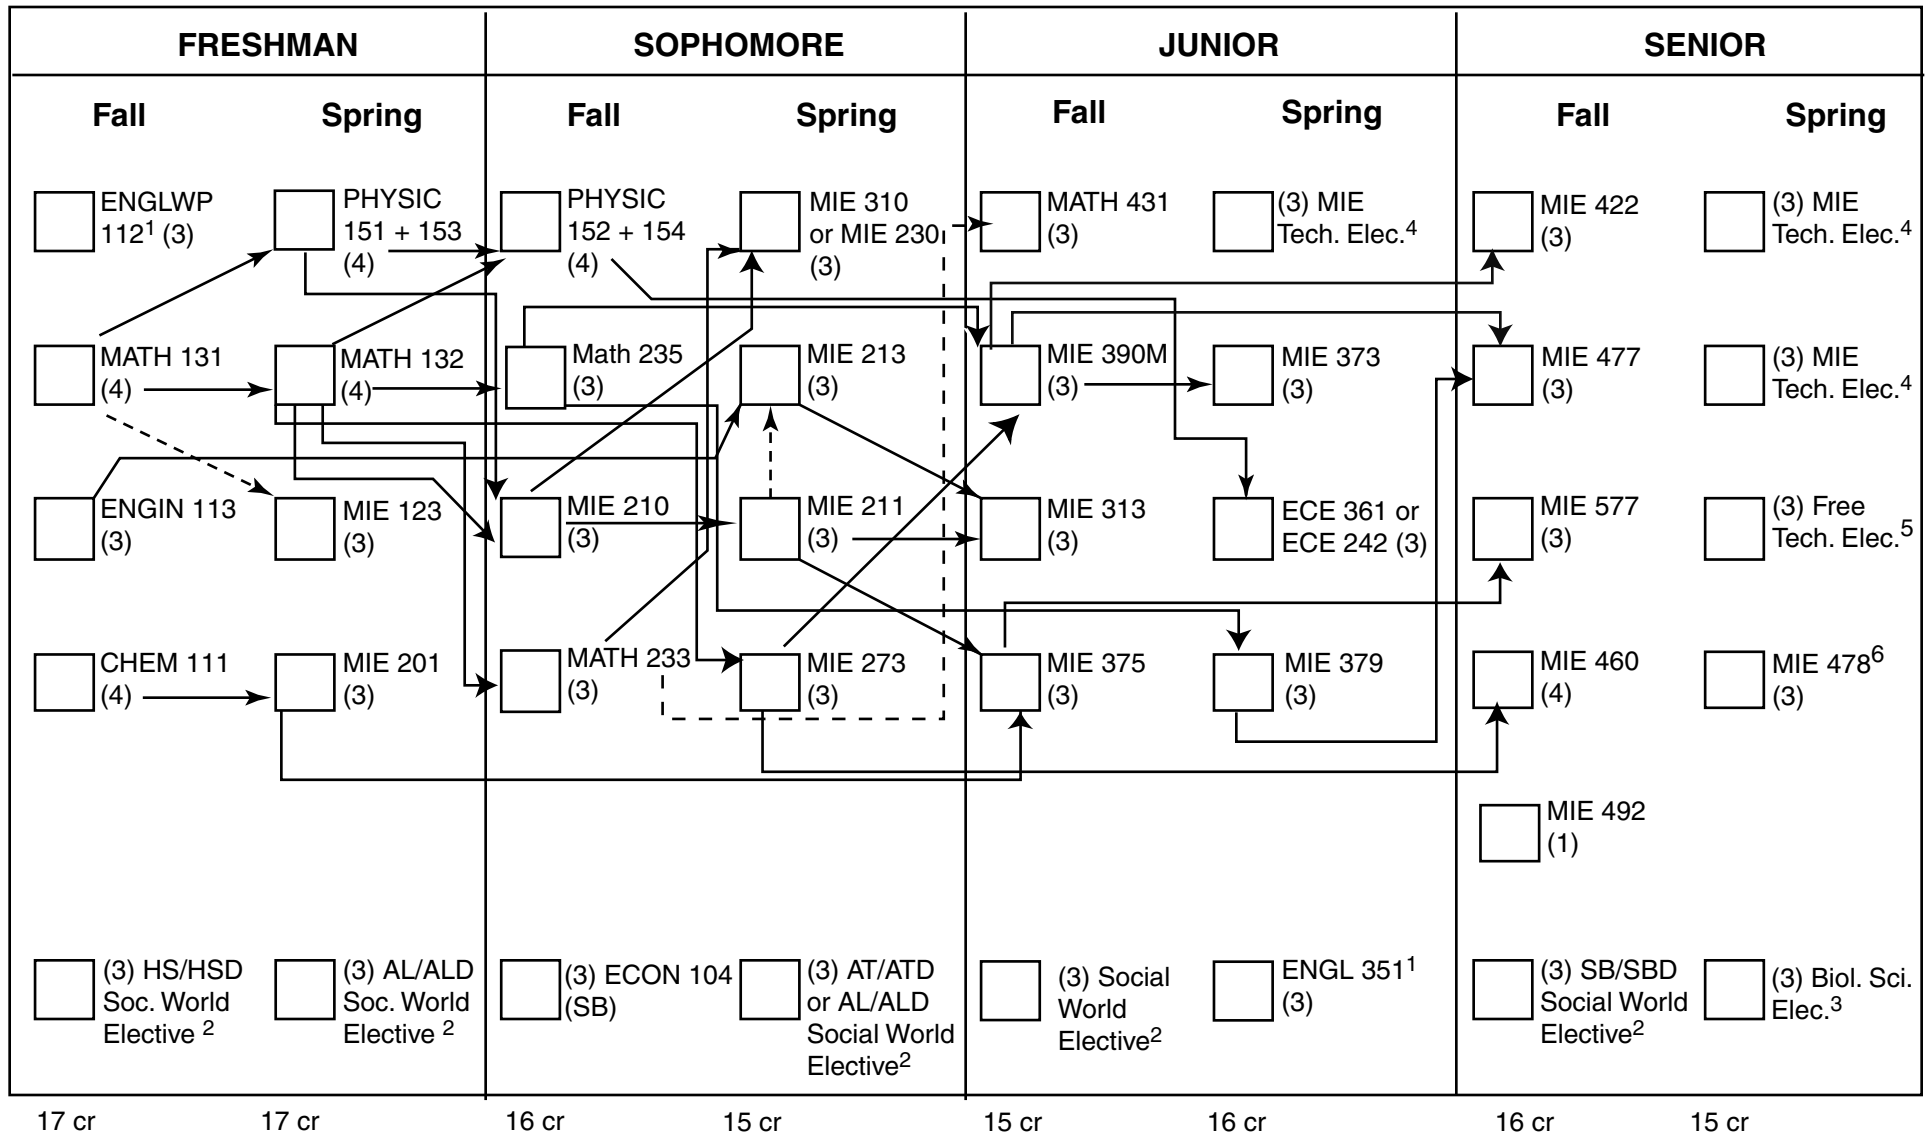 FRESHMAN
SOPHOMORE
JUNIOR
SENIOR
Fall
Spring
Fall
Spring
Fall
Spring
Fall
Spring
ENGLWP
112¹ (3)
PHYSIC
151 + 153
(4)
PHYSIC
152 + 154
(4)
MIE 310
or MIE 230
(3)
MATH 431
(3)
(3) MIE
Tech. Elec.⁴
MIE 422
(3)
(3) MIE
Tech. Elec.⁴
MATH 131
(4)
MATH 132
(4)
Math 235
(3)
MIE 213
(3)
MIE 390M
(3)
MIE 373
(3)
MIE 477
(3)
(3) MIE
Tech. Elec.⁴
ENGIN 113
(3)
MIE 123
(3)
MIE 210
(3)
MIE 211
(3)
MIE 313
(3)
ECE 361 or
ECE 242 (3)
MIE 577
(3)
(3) Free
Tech. Elec.⁵
CHEM 111
(4)
MIE 201
(3)
MATH 233
(3)
MIE 273
(3)
MIE 375
(3)
MIE 379
(3)
MIE 460
(4)
MIE 478⁶
(3)
MIE 492
(1)
(3) HS/HSD
Soc. World
Elective ²
(3) AL/ALD
Soc. World
Elective ²
(3) ECON 104
(SB)
(3) AT/ATD
or AL/ALD
Social World
Elective²
(3) Social
World
Elective²
ENGL 351¹
(3)
(3) SB/SBD
Social World
Elective²
(3) Biol. Sci.
Elec.³
17 cr
17 cr
16 cr
15 cr
15 cr
16 cr
16 cr
15 cr